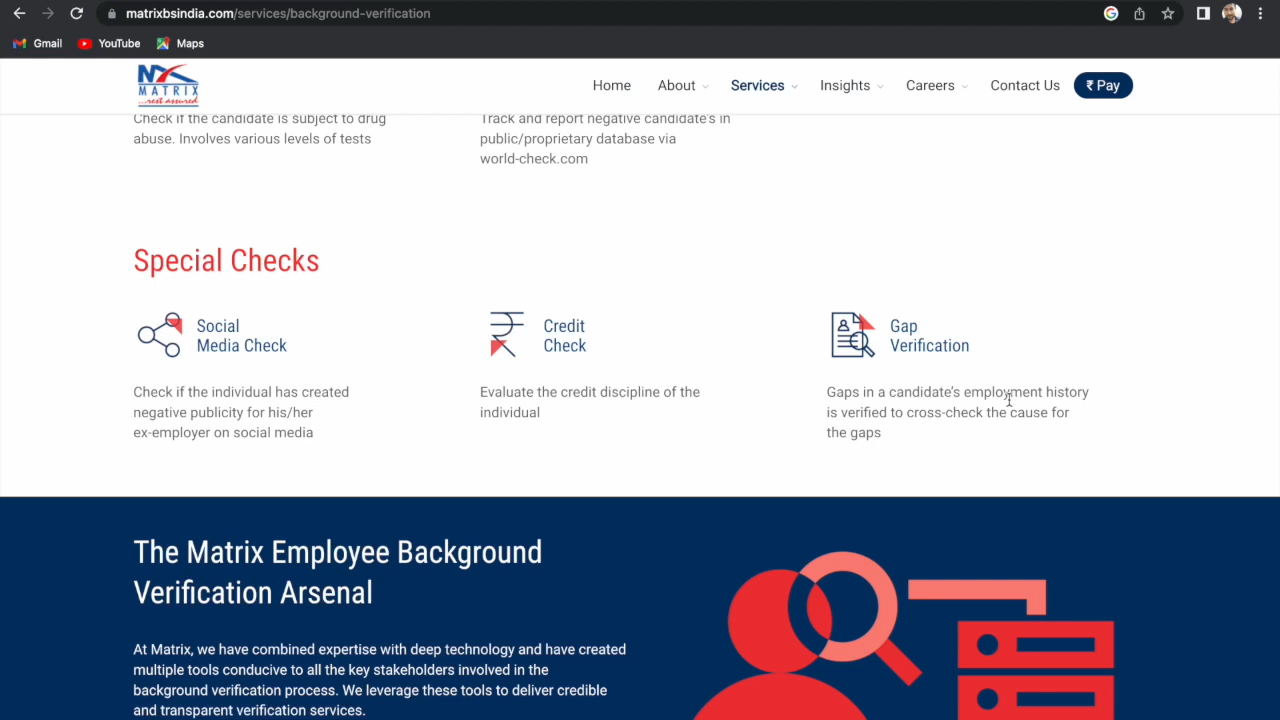 matrixbsindia.com/services/background-verification
Gmail YouTube Maps
MATRIX
...rest assured
Home About Services Insights Careers Contact Us ₹ Pay
Check if the candidate is subject to drug
abuse. Involves various levels of tests
Track and report negative candidate's in
public/proprietary database via
world-check.com
Special Checks
Social
Media Check
Check if the individual has created
negative publicity for his/her
ex-employer on social media
Credit
Check
Evaluate the credit discipline of the
individual
Gap
Verification
Gaps in a candidate's employment history
is verified to cross-check the cause for
the gaps
The Matrix Employee Background
Verification Arsenal
At Matrix, we have combined expertise with deep technology and have created
multiple tools conducive to all the key stakeholders involved in the
background verification process. We leverage these tools to deliver credible
and transparent verification services.